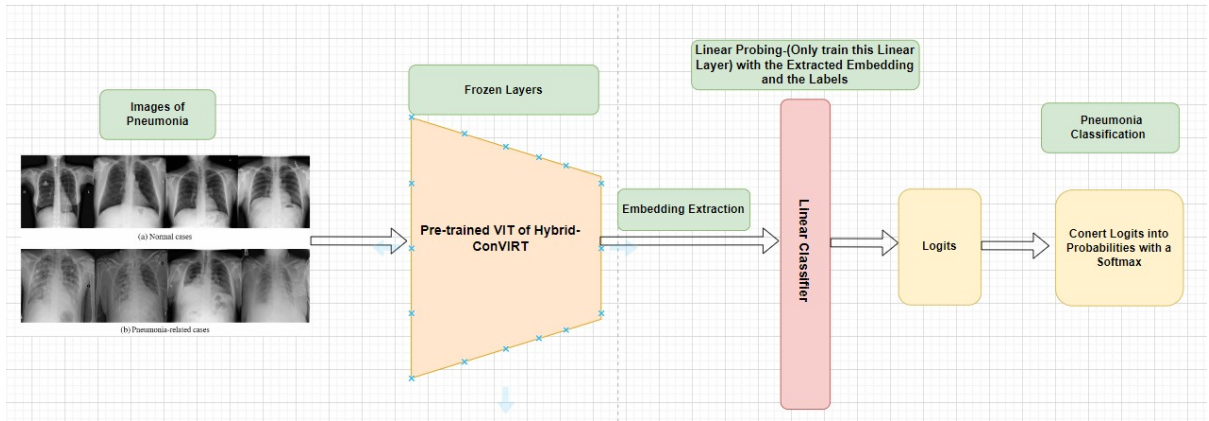 Images of
Pneumonia
(a) Normal cases
(b) Pneumonia-related cases
Frozen Layers
Pre-trained VIT of Hybrid-
ConVIRT
Embedding Extraction
Linear Probing-(Only train this Linear
Layer) with the Extracted Embedding
and the Labels
Linear Classifier
Logits
Pneumonia
Classification
Conert Logits into
Probabilities with a
Softmax